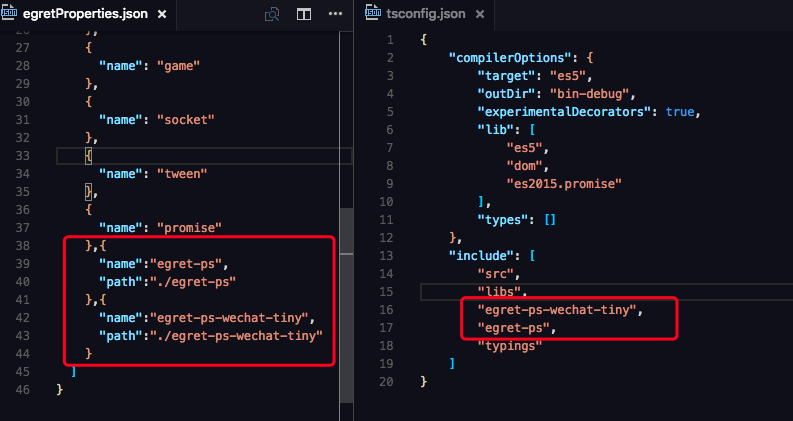 egretProperties.json
26 },
27 {
28 "name": "game"
29 },
30 {
31 "name": "socket"
32 },
33 {
34 "name": "tween"
35 },
36 {
37 "name": "promise"
38 },{
39 "name":"egret-ps",
40 "path":"./egret-ps"
41 },{
42 "name":"egret-ps-wechat-tiny",
43 "path":"./egret-ps-wechat-tiny"
44 }
45 ]
46 }
tsconfig.json
1 {
2 "compilerOptions": {
3 "target": "es5",
4 "outDir": "bin-debug",
5 "experimentalDecorators": true,
6 "lib": [
7 "es5",
8 "dom",
9 "es2015.promise"
10 ],
11 "types": []
12 },
13 "include": [
14 "src",
15 "libs",
16 "egret-ps-wechat-tiny",
17 "egret-ps",
18 "typings"
19 ]
20 }